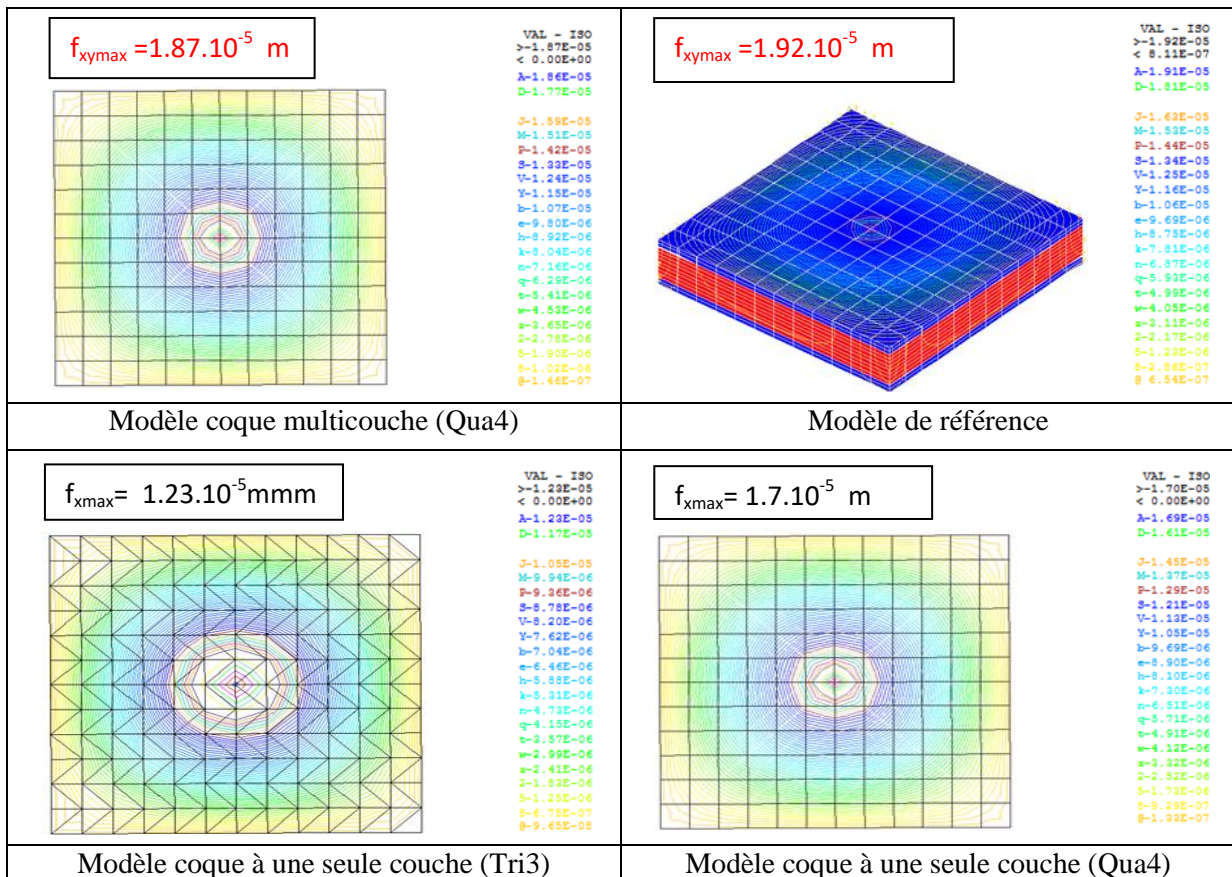 f_xymax =1.87.10^-5 m
VAL - ISO
>-1.87E-05
< 0.00E+00
A-1.86E-05
D-1.77E-05
J-1.59E-05
M-1.51E-05
P-1.42E-05
S-1.33E-05
V-1.24E-05
Y-1.15E-05
b-1.07E-05
e-9.80E-06
h-8.92E-06
k-8.04E-06
n-7.16E-06
q-6.29E-06
t-5.41E-06
w-4.53E-06
z-3.65E-06
2-2.78E-06
5-1.90E-06
8-1.02E-06
@-1.46E-07
Modèle coque multicouche (Qua4)
f_xymax =1.92.10^-5 m
VAL - ISO
>-1.92E-05
< 8.11E-07
A-1.91E-05
D-1.81E-05
J-1.63E-05
M-1.53E-05
P-1.44E-05
S-1.34E-05
V-1.25E-05
Y-1.16E-05
b-1.06E-05
e-9.69E-06
h-8.75E-06
k-7.81E-06
n-6.87E-06
q-5.93E-06
t-4.99E-06
w-4.05E-06
z-3.11E-06
2-2.17E-06
5-1.23E-06
8-2.86E-07
@ 6.54E-07
Modèle de référence
f_xmax= 1.23.10^-5mmm
VAL - ISO
>-1.23E-05
< 0.00E+00
A-1.23E-05
D-1.17E-05
J-1.05E-05
M-9.94E-06
P-9.36E-06
S-8.78E-06
V-8.20E-06
Y-7.62E-06
b-7.04E-06
e-6.46E-06
h-5.88E-06
k-5.31E-06
n-4.73E-06
q-4.15E-06
t-3.57E-06
w-2.99E-06
z-2.41E-06
2-1.83E-06
5-1.25E-06
8-6.75E-07
@-9.65E-08
Modèle coque à une seule couche (Tri3)
f_xmax= 1.7.10^-5 m
VAL - ISO
>-1.70E-05
< 0.00E+00
A-1.69E-05
D-1.61E-05
J-1.45E-05
M-1.37E-05
P-1.29E-05
S-1.21E-05
V-1.13E-05
Y-1.05E-05
b-9.69E-06
e-8.90E-06
h-8.10E-06
k-7.30E-06
n-6.51E-06
q-5.71E-06
t-4.91E-06
w-4.12E-06
z-3.32E-06
2-2.52E-06
5-1.73E-06
8-9.29E-07
@-1.33E-07
Modèle coque à une seule couche (Qua4)